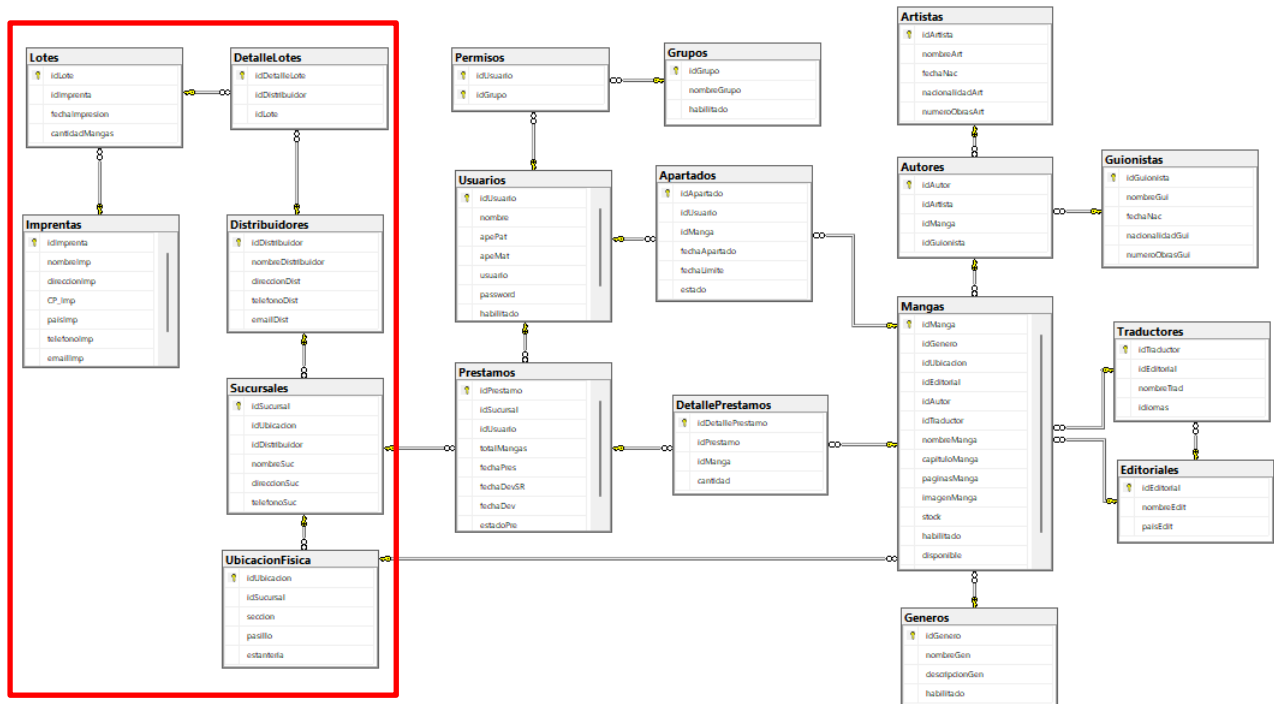 Lotes
idLote
idImprenta
fechaImpresion
cantidadMangas
DetalleLotes
idDetalleLote
idDistribuidor
idLote
Imprentas
idImprenta
nombreImp
direccionImp
CP_Imp
paisImp
telefonoImp
emailImp
Distribuidores
idDistribuidor
nombreDistribuidor
direccionDist
telefonoDist
emailDist
Sucursales
idSucursal
idUbicacion
idDistribuidor
nombreSuc
direccionSuc
telefonoSuc
UbicacionFisica
idUbicacion
idSucursal
seccion
pasillo
estanteria
Permisos
idUsuario
idGrupo
Grupos
idGrupo
nombreGrupo
habilitado
Usuarios
idUsuario
nombre
apePat
apeMat
usuario
password
habilitado
Apartados
idApartado
idUsuario
idManga
fechaApartado
fechaLimite
estado
Prestamos
idPrestamo
idSucursal
idUsuario
totalMangas
fechaPres
fechaDevSR
fechaDev
estadoPre
DetallePrestamos
idDetallePrestamo
idPrestamo
idManga
cantidad
Artistas
idArtista
nombreArt
fechaNac
nacionalidadArt
numeroObrasArt
Autores
idAutor
idArtista
idManga
idGuionista
Guionistas
idGuionista
nombreGui
fechaNac
nacionalidadGui
numeroObrasGui
Mangas
idManga
idGenero
idUbicacion
idEditorial
idAutor
idTraductor
nombreManga
capituloManga
paginasManga
imagenManga
stock
habilitado
disponible
Traductores
idTraductor
idEditorial
nombreTrad
idiomas
Editoriales
idEditorial
nombreEdit
paisEdit
Generos
idGenero
nombreGen
descripcionGen
habilitado